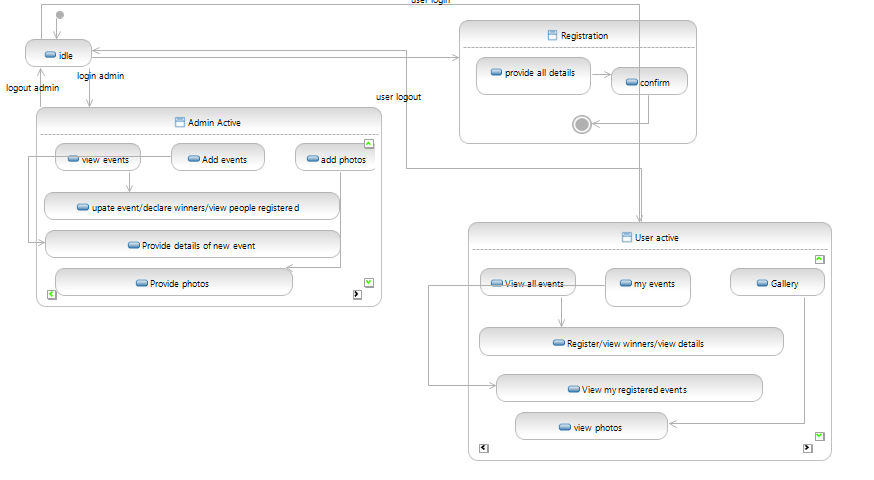 user login
idle
Registration
provide all details
confirm
logout admin
login admin
user logout
Admin Active
view events
Add events
add photos
upate event/declare winners/view people registered
Provide details of new event
Provide photos
User active
View all events
my events
Gallery
Register/view winners/view details
View my registered events
view photos